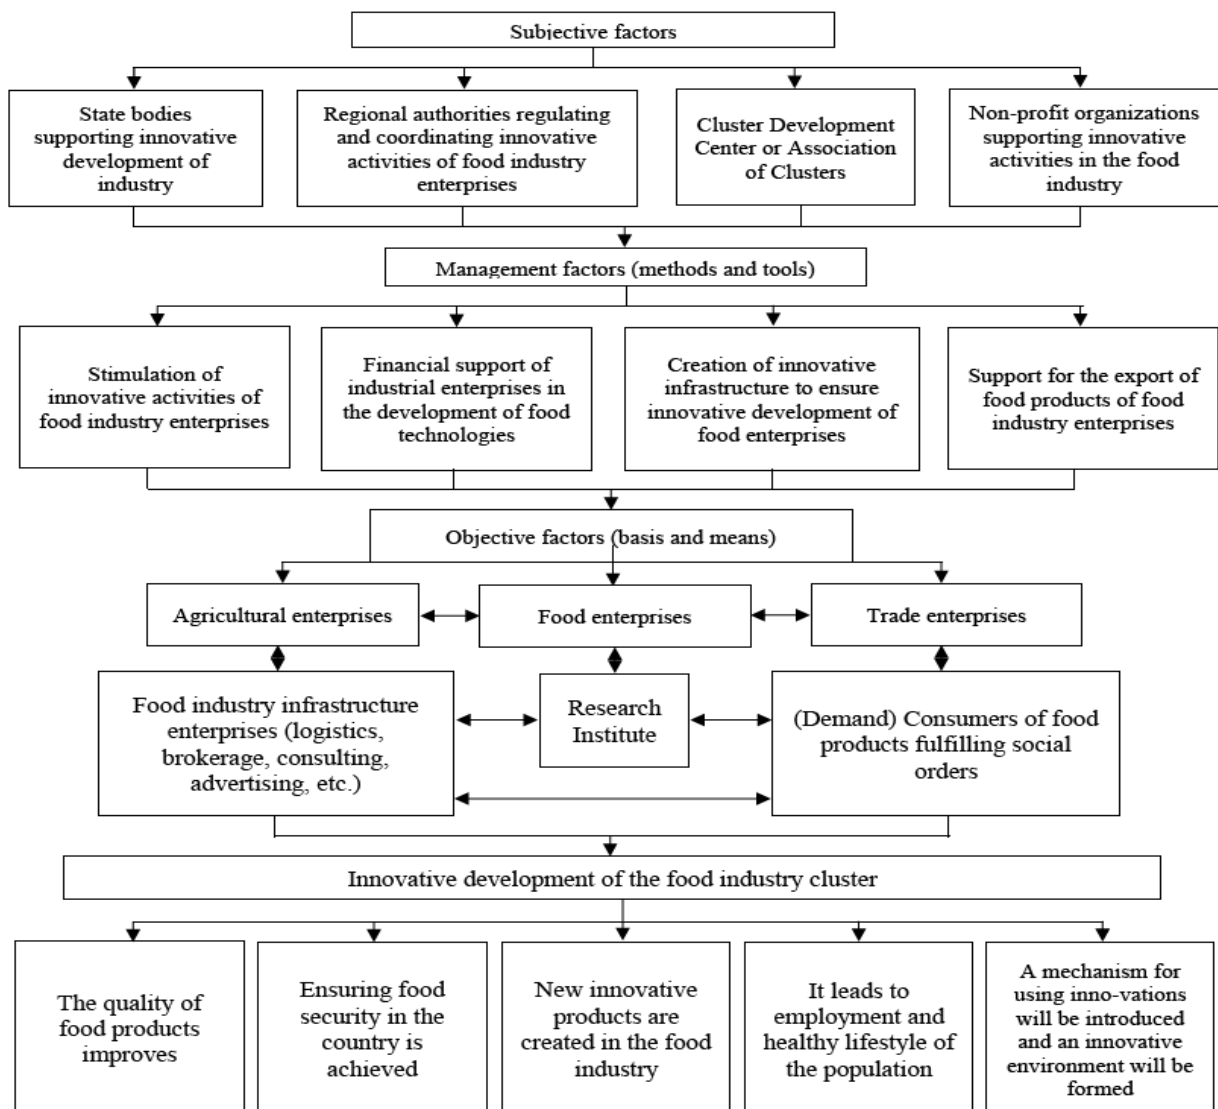 Subjective factors
State bodies
supporting innovative
development of
industry
Regional authorities regulating
and coordinating innovative
activities of food industry
enterprises
Cluster Development
Center or Association
of Clusters
Non-profit organizations
supporting innovative
activities in the food
industry
Management factors (methods and tools)
Stimulation of
innovative activities of
food industry enterprises
Financial support of
industrial enterprises in
the development of food
technologies
Creation of innovative
infrastructure to ensure
innovative development of
food enterprises
Support for the export of
food products of food
industry enterprises
Objective factors (basis and means)
Agricultural enterprises
Food enterprises
Trade enterprises
Food industry infrastructure
enterprises (logistics,
brokerage, consulting,
advertising, etc.)
Research
Institute
(Demand) Consumers of food
products fulfilling social
orders
Innovative development of the food industry cluster
The quality of
food products
improves
Ensuring food
security in the
country is
achieved
New innovative
products are
created in the food
industry
It leads to
employment and
healthy lifestyle of
the population
A mechanism for
using inno-vations
will be introduced
and an innovative
environment will be
formed